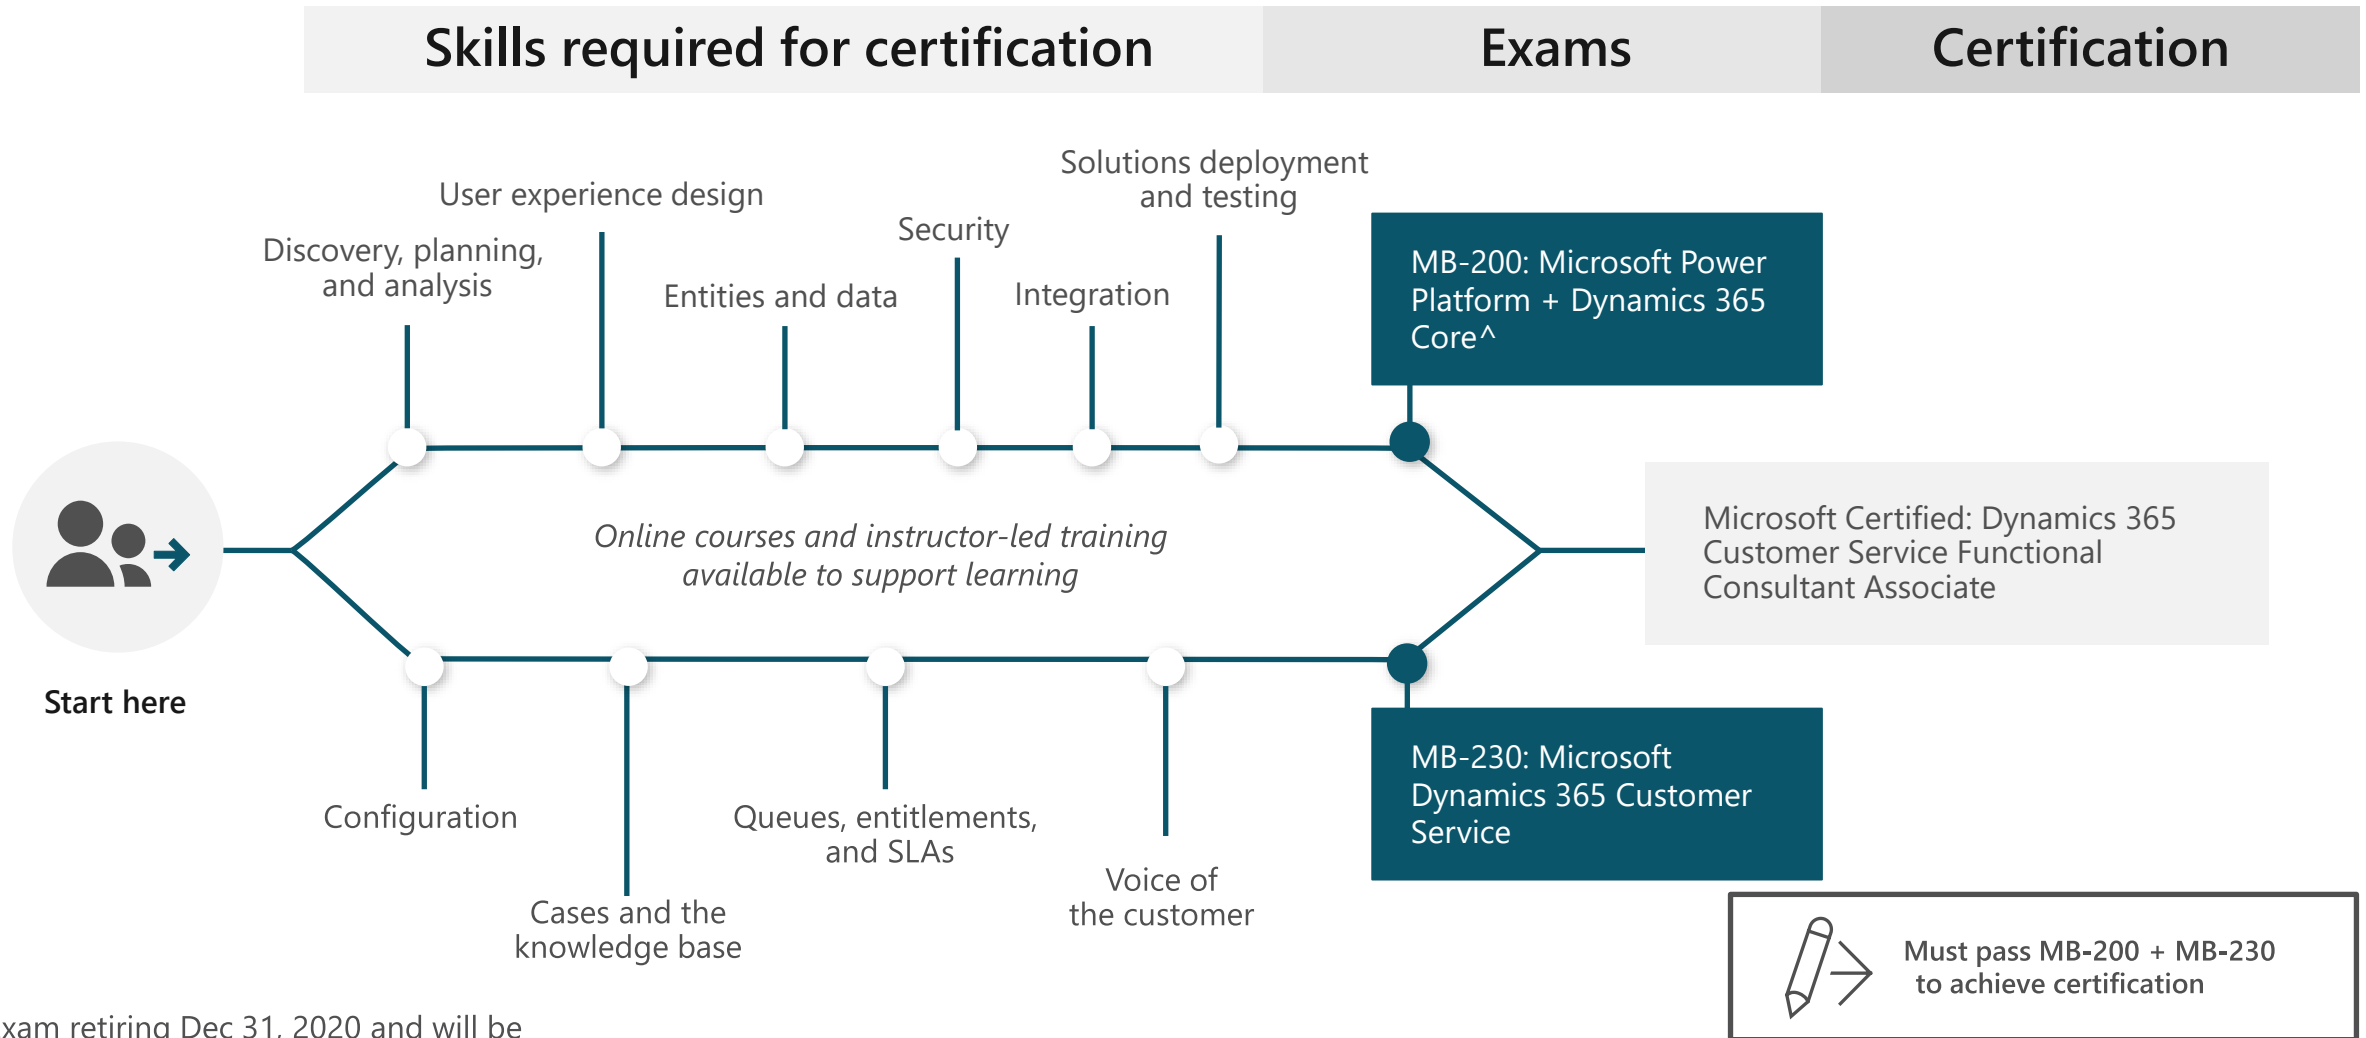 Skills required for certification
Exams
Certification
Solutions deployment
and testing
User experience design
Security
Discovery, planning,
and analysis
Entities and data
Integration
MB-200: Microsoft Power
Platform + Dynamics 365
Core^
Online courses and instructor-led training
available to support learning
Microsoft Certified: Dynamics 365
Customer Service Functional
Consultant Associate
Start here
Configuration
Cases and the
knowledge base
Queues, entitlements,
and SLAs
Voice of
the customer
MB-230: Microsoft
Dynamics 365 Customer
Service
Must pass MB-200 + MB-230
to achieve certification
retiring Dec 31, 2020 and will be